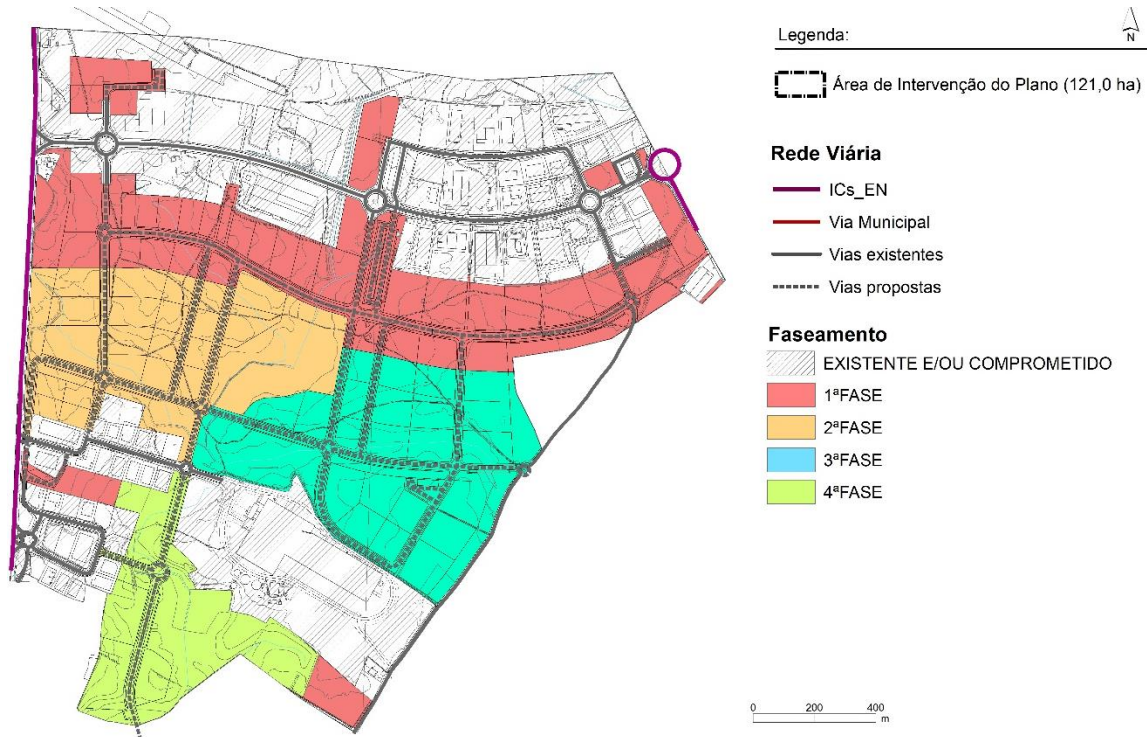 Legenda:
N
Área de Intervenção do Plano (121,0 ha)
Rede Viária
ICs_EN
Via Municipal
Vias existentes
Vias propostas
Faseamento
EXISTENTE E/OU COMPROMETIDO
1ªFASE
2ªFASE
3ªFASE
4ªFASE
0 200 400
m